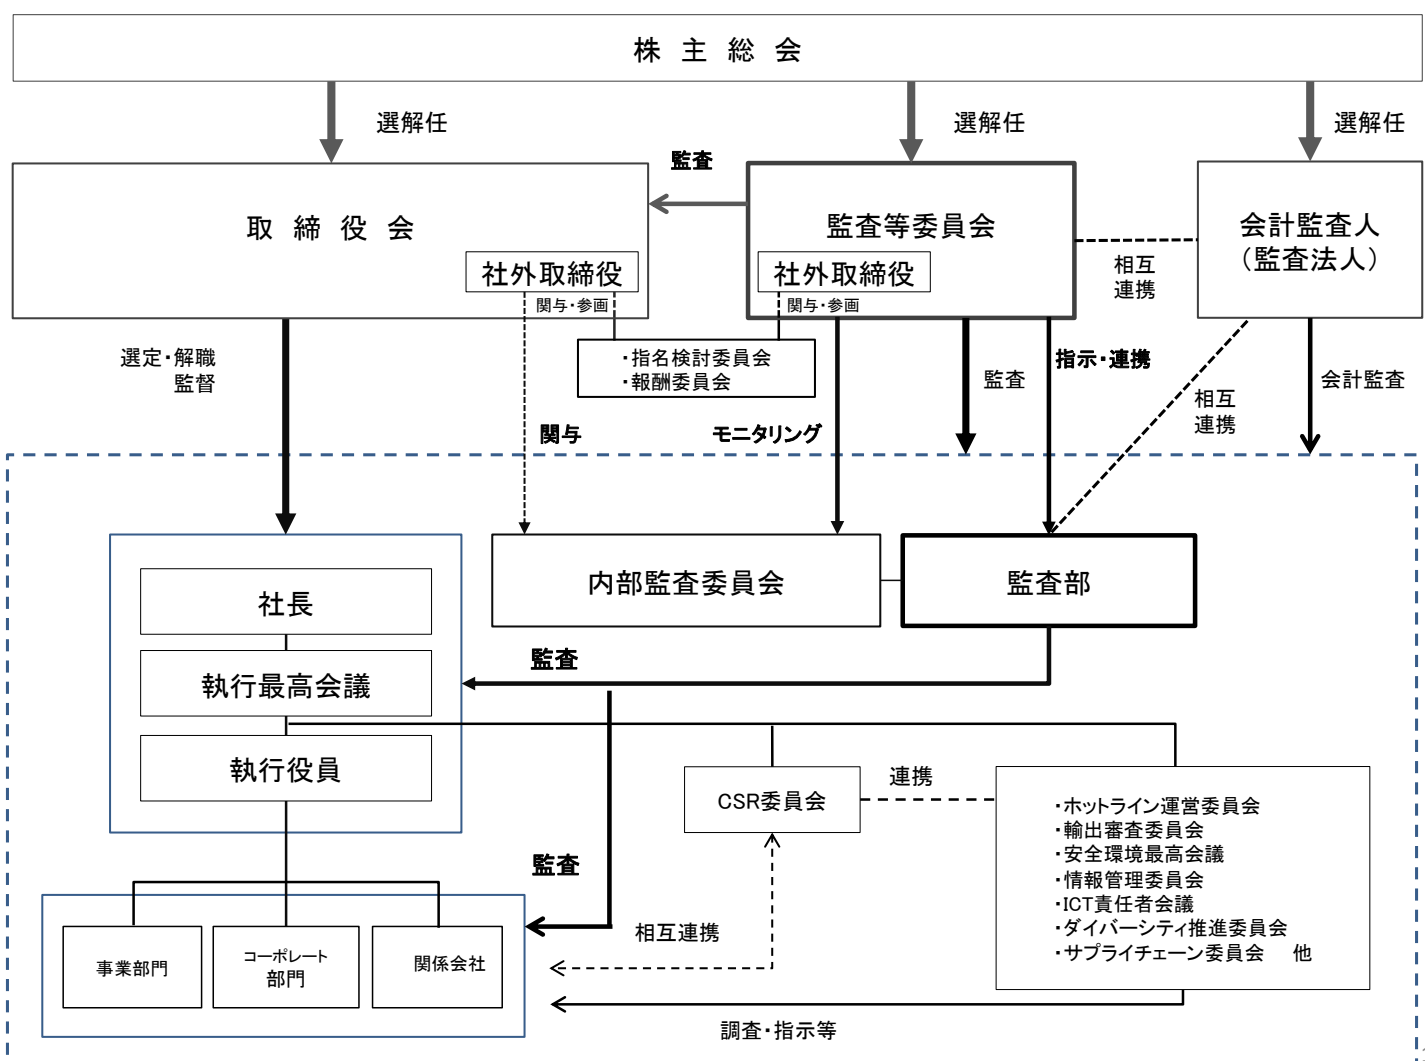 株 主 総 会
選解任
選解任
選解任
監査
取 締 役 会
監査等委員会
会計監査人
（監査法人）
社外取締役
社外取締役
関与・参画
関与・参画
相互
連携
・指名検討委員会
・報酬委員会
選定・解職
監督
監査
指示・連携
会計監査
相互
連携
関与
モニタリング
内部監査委員会
監査部
社長
執行最高会議
執行役員
監査
CSR委員会
連携
・ホットライン運営委員会
・輸出審査委員会
・安全環境最高会議
・情報管理委員会
・ICT責任者会議
・ダイバーシティ推進委員会
・サプライチェーン委員会　他
監査
相互連携
事業部門
コーポレート
部門
関係会社
調査・指示等